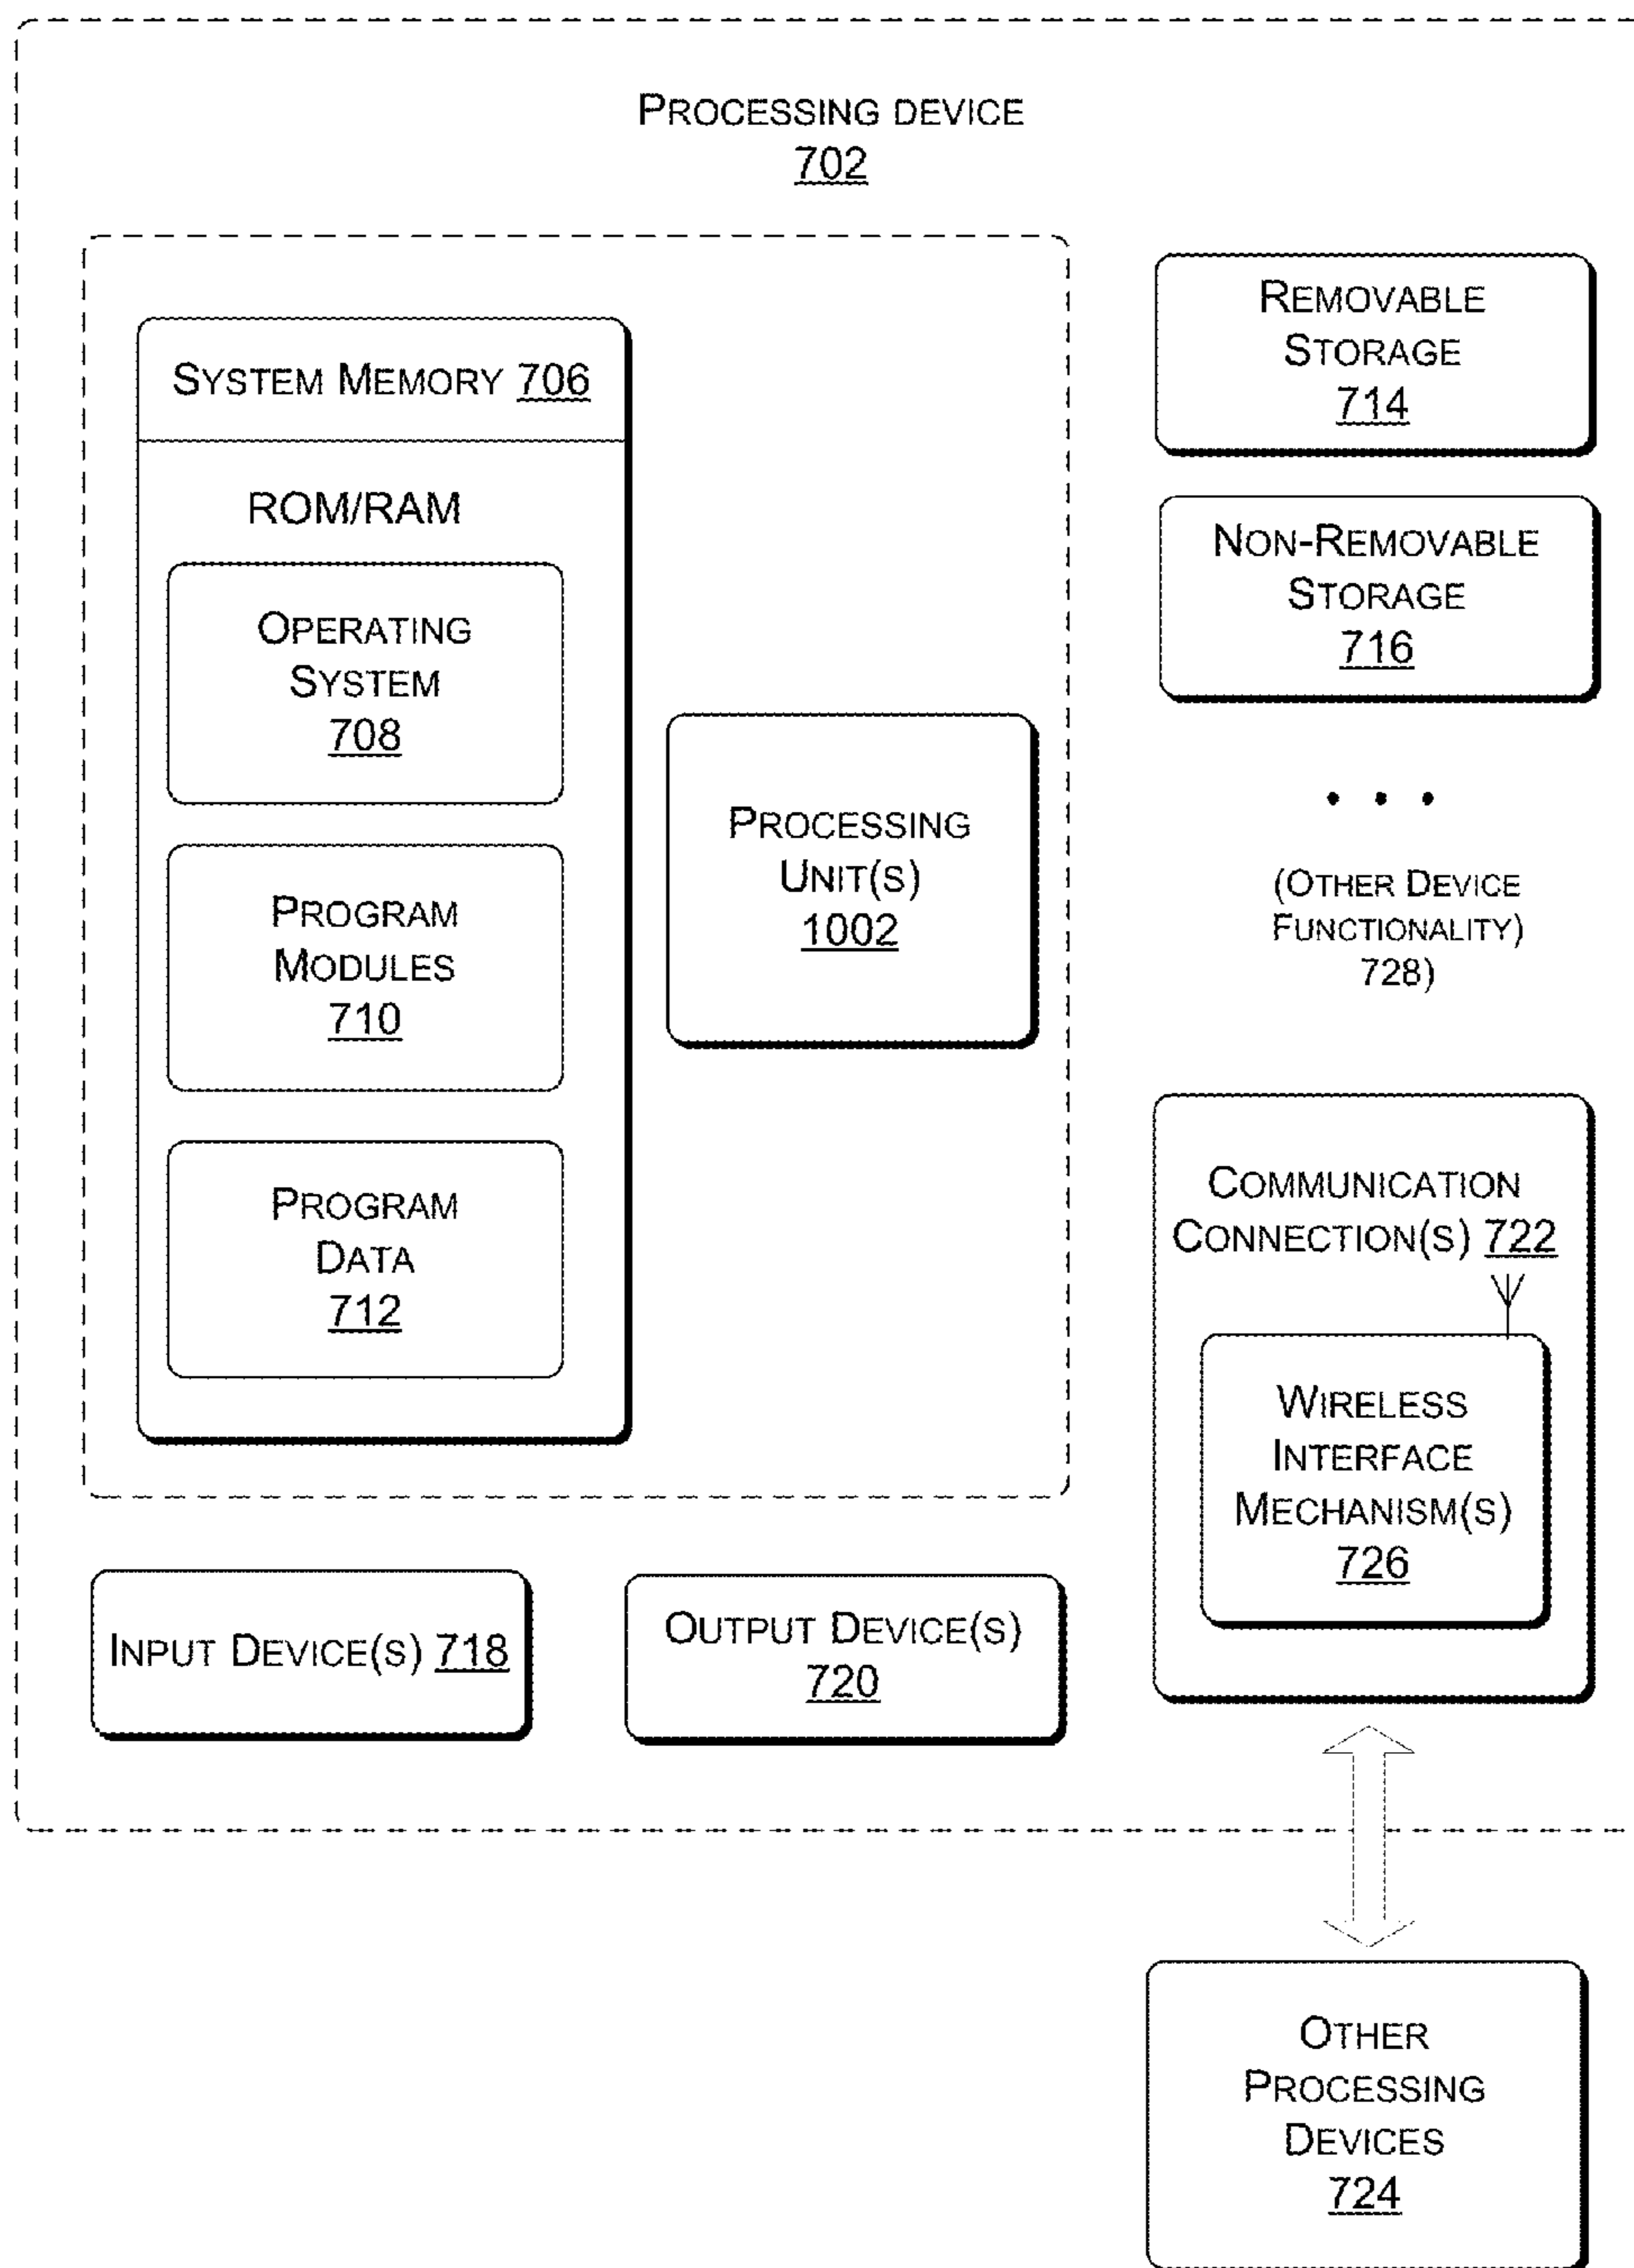 PROCESSING DEVICE
702
SYSTEM MEMORY 706
ROM/RAM
OPERATING
SYSTEM
708
PROGRAM
MODULES
710
PROGRAM
DATA
712
PROCESSING
UNIT(S)
1002
REMOVABLE
STORAGE
714
NON-REMOVABLE
STORAGE
716
• • •
(OTHER DEVICE
FUNCTIONALITY)
728)
COMMUNICATION
CONNECTION(S) 722
WIRELESS
INTERFACE
MECHANISM(S)
726
INPUT DEVICE(S) 718
OUTPUT DEVICE(S)
720
OTHER
PROCESSING
DEVICES
724